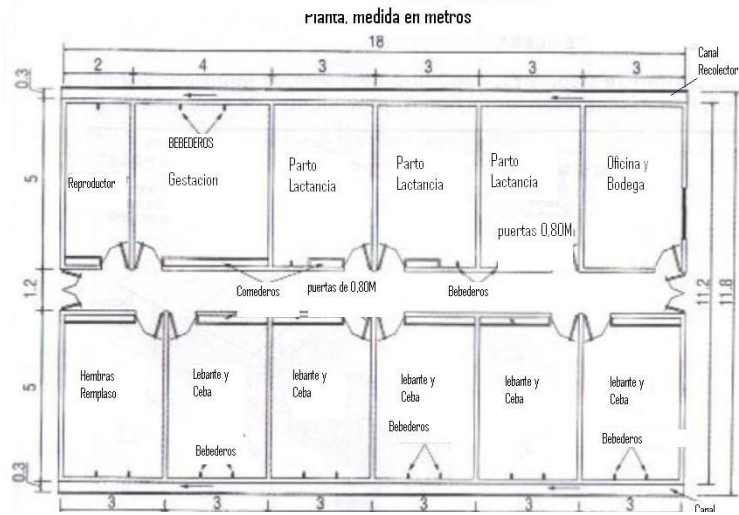 Planta, medida en metros
18
2 4 3 3 3 3
Canal
Recolector
0.3
BEBEDEROS
Reproductor
Gestacion
Parto
Lactancia
Parto
Lactancia
Parto
Lactancia
Oficina y
Bodega
5
puertas 0,80M
Comederos
puertas de 0,80M
Bebederos
1.2
11.2
11.8
Hembras
Remplaso
Lebante y
Ceba
lebante y
Ceba
lebante y
Ceba
lebante y
Ceba
lebante y
Ceba
5
Bebederos
Bebederos
Bebederos
0.3
3 3 3 3 3 3
Canal